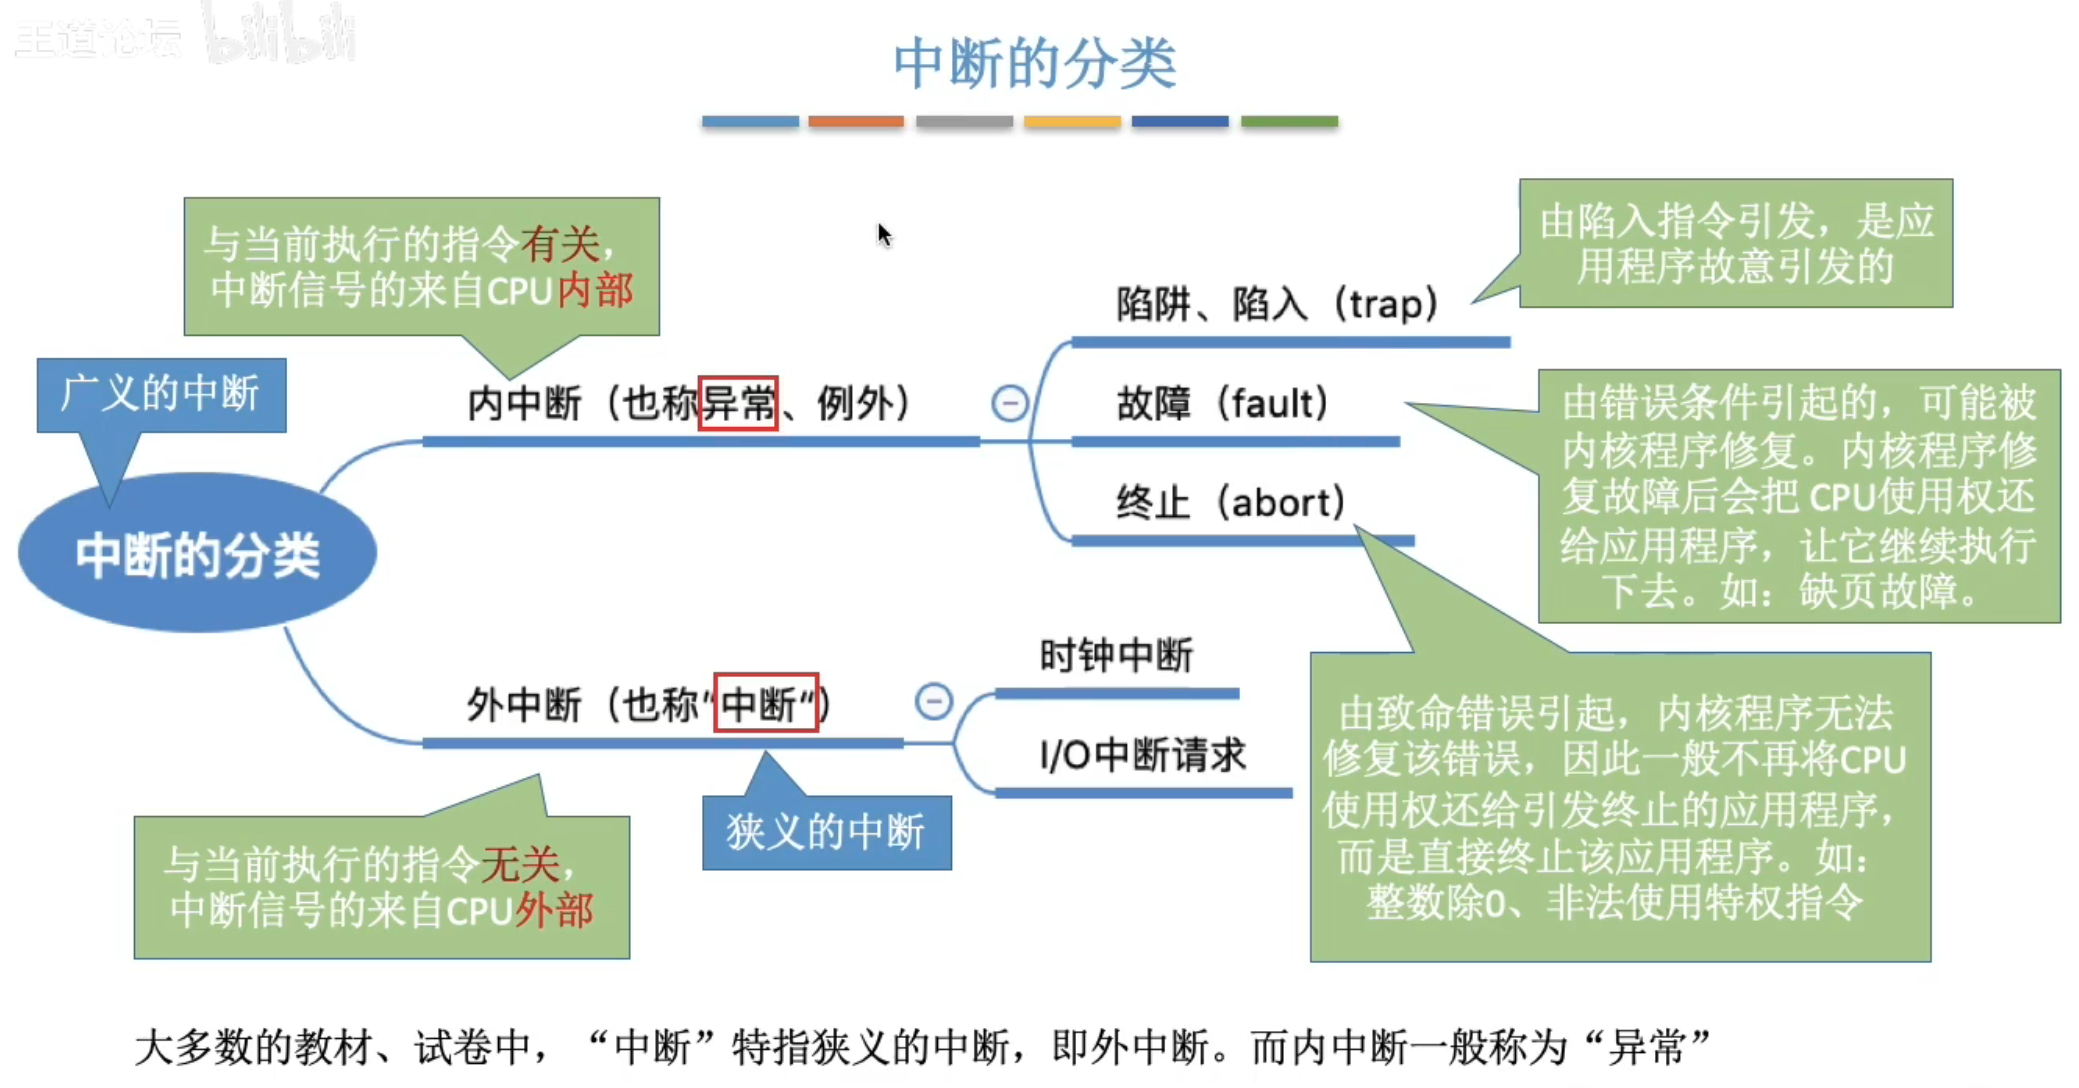 王道论坛 bilibili
中断的分类
与当前执行的指令有关，
中断信号的来自CPU内部
由陷入指令引发，是应
用程序故意引发的
广义的中断
中断的分类
内中断（也称异常、例外）
陷阱、陷入（trap）
故障（fault）
终止（abort）
由错误条件引起的，可能被
内核程序修复。内核程序修
复故障后会把 CPU使用权还
给应用程序，让它继续执行
下去。如：缺页故障。
外中断（也称“中断“）
时钟中断
I/O中断请求
狭义的中断
与当前执行的指令无关，
中断信号的来自CPU外部
由致命错误引起，内核程序无法
修复该错误，因此一般不再将CPU
使用权还给引发终止的应用程序，
而是直接终止该应用程序。如：
整数除0、非法使用特权指令
大多数的教材、试卷中，“中断”特指狭义的中断，即外中断。而内中断一般称为“异常”